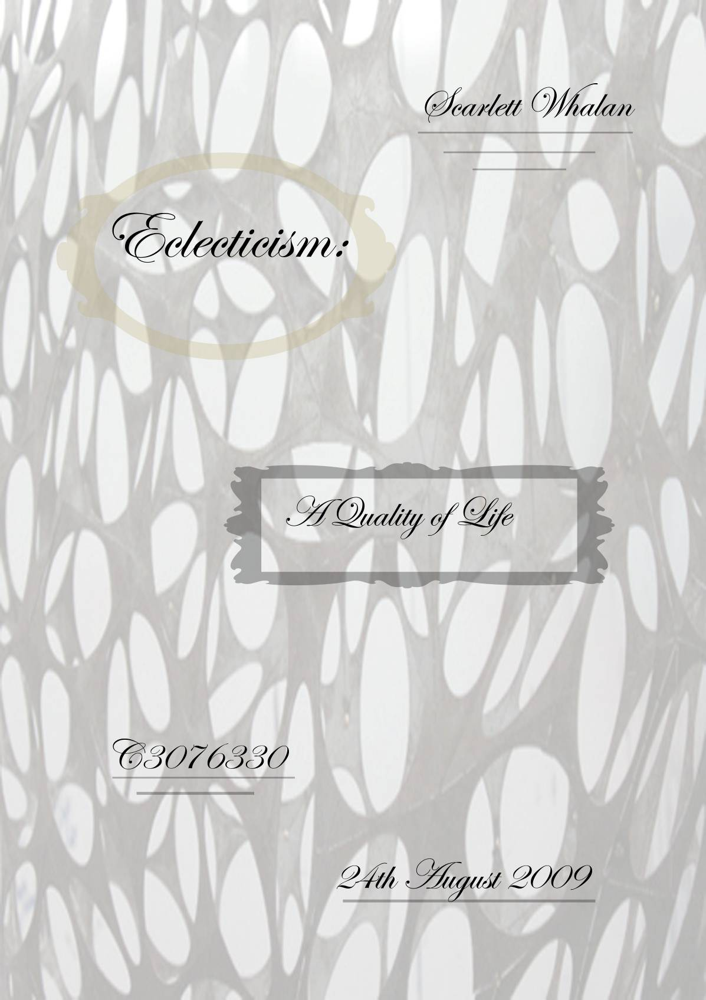 Scarlett Whalan
Eclecticism:
A Quality of Life
C3076330
24th August 2009